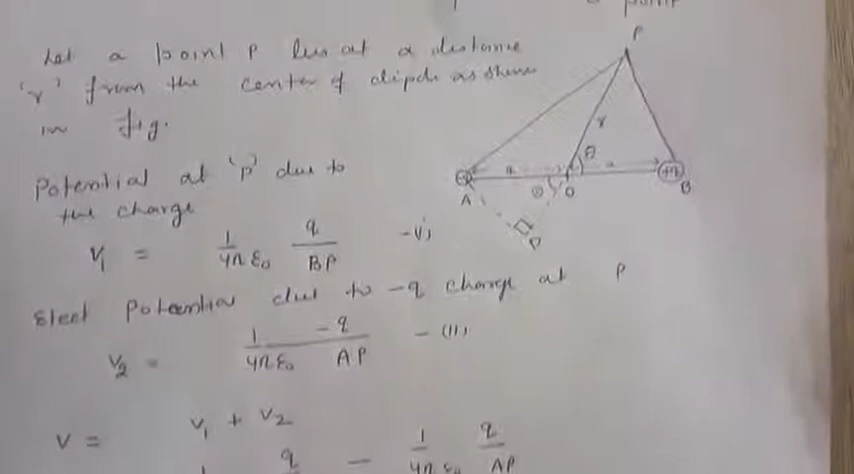 point
Let a point P lies at a distance
'r' from the center of dipole as shown
in fig.
P
r
θ
a a
+q
A θ O B
D
Potential at 'P' due to
the charge
V₁ = 1/4πε₀ q/BP -(i)
Elect Potential due to -q charge at P
V₂ = 1/4πε₀ -q/AP - (II)
V = V₁ + V₂
1 q — 1/4πε₀ q/AP